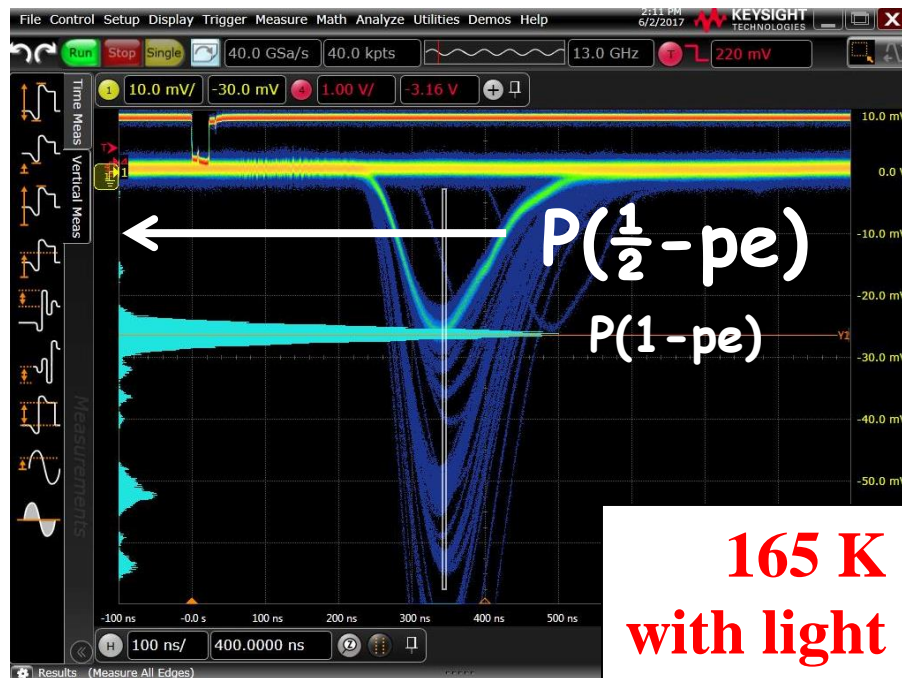 File Control Setup Display Trigger Measure Math Analyze Utilities Demos Help
2:11 PM
6/2/2017
KEYSIGHT
TECHNOLOGIES
Run Stop Single 40.0 GSa/s 40.0 kpts 13.0 GHz T 220 mV
1 10.0 mV/ -30.0 mV 4 1.00 V/ -3.16 V
Time Meas
Vertical Meas
Measurements
10.0 mV
0.0 V
-10.0 mV
-20.0 mV
-30.0 mV
-40.0 mV
-50.0 mV
T
1
P(½-pe)
P(1-pe)
Y1
-100 ns -0.0 s 100 ns 200 ns 300 ns 400 ns 500 ns
H 100 ns/ 400.0000 ns
Results (Measure All Edges)
165 K
with light